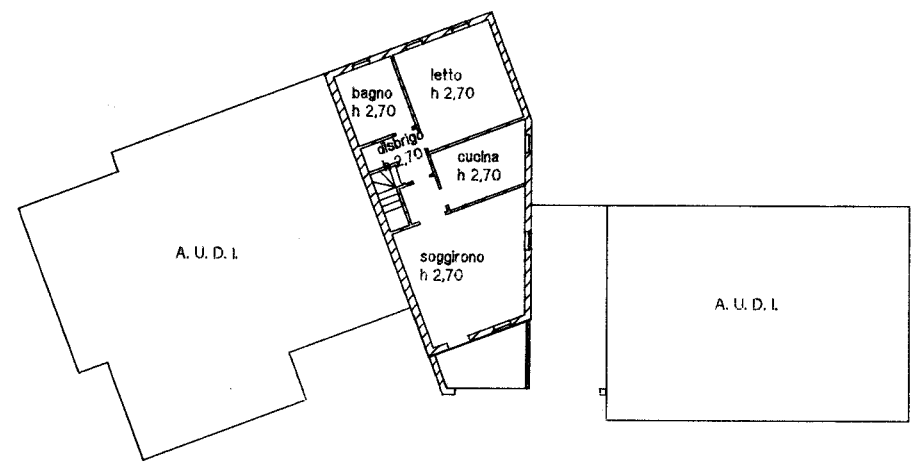 letto
h 2,70
bagno
h 2,70
disbrigo
h 2,70
cucina
h 2,70
A. U. D. I.
soggirono
h 2,70
A. U. D. I.